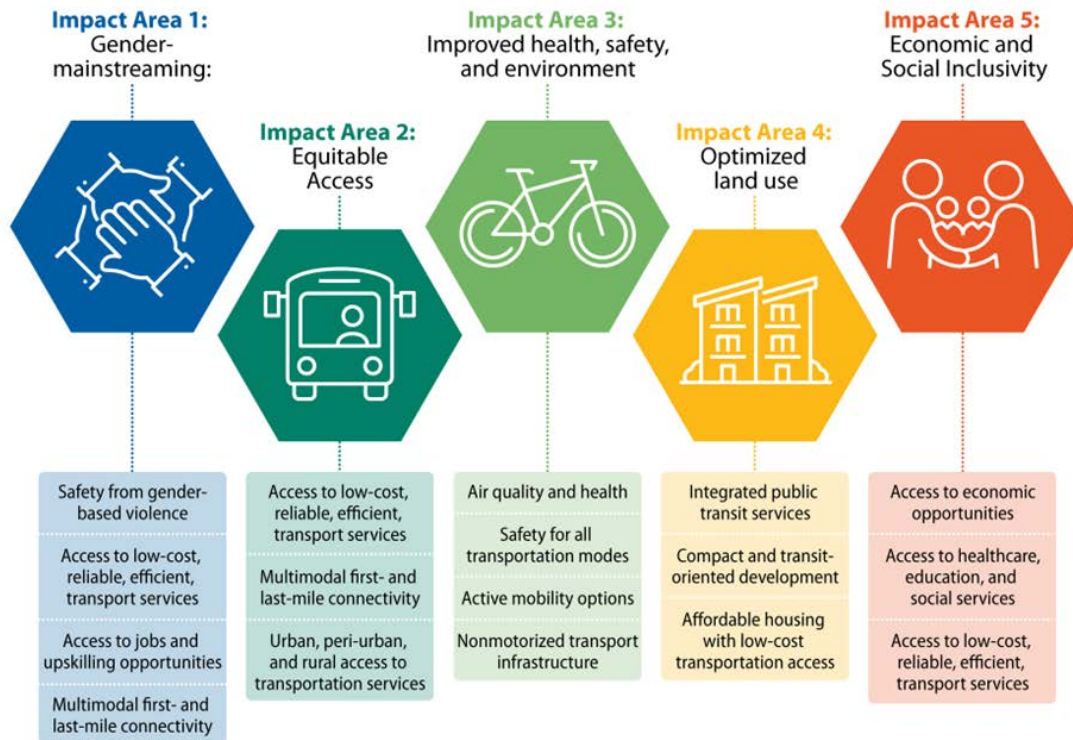 Impact Area 1:
Gender-
mainstreaming:
Impact Area 2:
Equitable
Access
Impact Area 3:
Improved health, safety,
and environment
Impact Area 4:
Optimized
land use
Impact Area 5:
Economic and
Social Inclusivity
Safety from gender-
based violence
Access to low-cost,
reliable, efficient,
transport services
Access to jobs and
upskilling opportunities
Multimodal first- and
last-mile connectivity
Access to low-cost,
reliable, efficient,
transport services
Multimodal first- and
last-mile connectivity
Urban, peri-urban,
and rural access to
transportation services
Air quality and health
Safety for all
transportation modes
Active mobility options
Nonmotorized transport
infrastructure
Integrated public
transit services
Compact and transit-
oriented development
Affordable housing
with low-cost
transportation access
Access to economic
opportunities
Access to healthcare,
education, and
social services
Access to low-cost,
reliable, efficient,
transport services